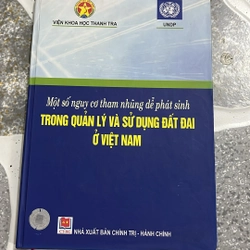 VIỆN KHOA HỌC THANH TRA
UNDP
Một số nguy cơ tham nhũng dễ phát sinh
TRONG QUẢN LÝ VÀ SỬ DỤNG ĐẤT ĐAI
Ở VIỆT NAM
NHÀ XUẤT BẢN CHÍNH TRỊ - HÀNH CHÍNH